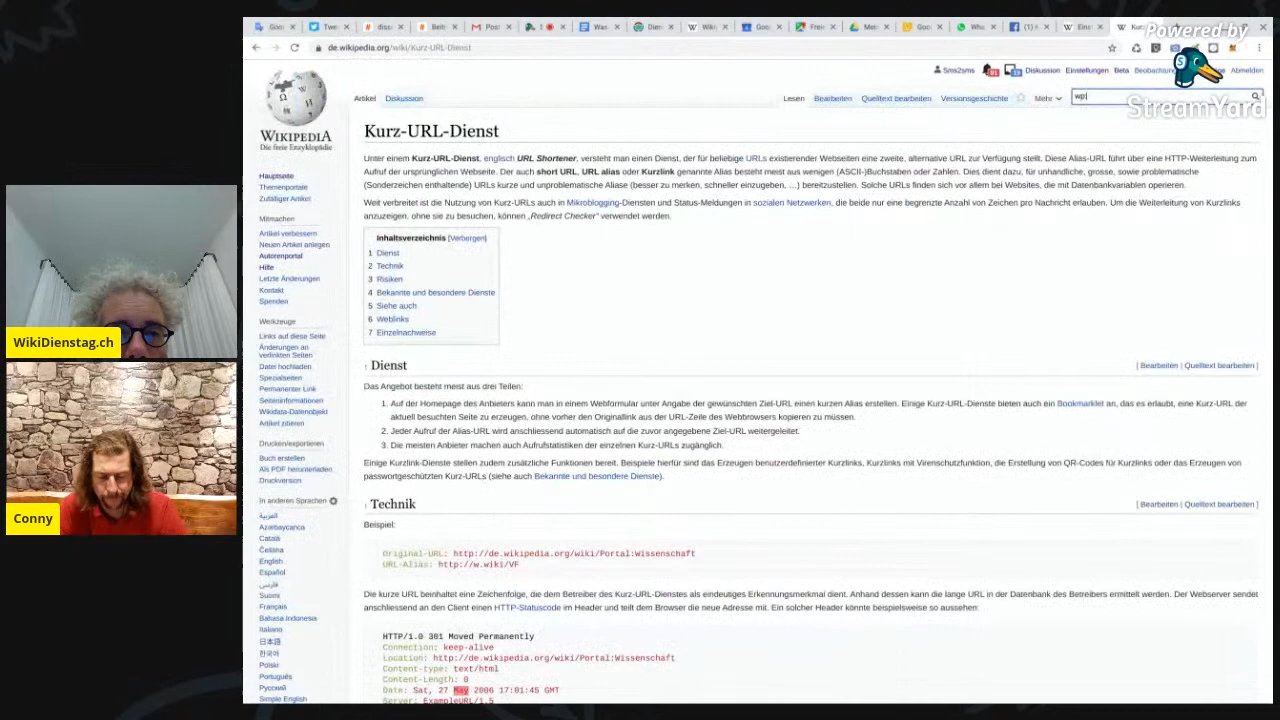 de.wikipedia.org/wiki/Kurz-URL-Dienst
Powered by
StreamYard
Sms2sms Diskussion Einstellungen Beta Abmelden
Artikel Diskussion Lesen Bearbeiten Quelltext bearbeiten Versionsgeschichte Mehr wp
WIKIPEDIA
Die freie Enzyklopädie
Hauptseite
Themenportale
Zufälliger Artikel
Mitmachen
Artikel verbessern
Neuen Artikel anlegen
Autorenportal
Hilfe
Letzte Änderungen
Kontakt
Spenden
Werkzeuge
Links auf diese Seite
Änderungen an
verlinkten Seiten
Datei hochladen
Spezialseiten
Permanenter Link
Seiteninformationen
Wikidata-Datenobjekt
Artikel zitieren
Drucken/exportieren
Buch erstellen
Als PDF herunterladen
Druckversion
In anderen Sprachen
العربية
Azərbaycanca
Català
Čeština
English
Español
فارسی
Suomi
Français
Bahasa Indonesia
Italiano
日本語
한국어
Polski
Português
Русский
Simple English
Kurz-URL-Dienst
Unter einem Kurz-URL-Dienst, englisch URL Shortener, versteht man einen Dienst, der für beliebige URLs existierender Webseiten eine zweite, alternative URL zur Verfügung stellt. Diese Alias-URL führt über eine HTTP-Weiterleitung zum
Aufruf der ursprünglichen Webseite. Der auch short URL, URL alias oder Kurzlink genannte Alias besteht meist aus wenigen (ASCII-)Buchstaben oder Zahlen. Dies dient dazu, für unhandliche, grosse, sowie problematische
(Sonderzeichen enthaltende) URLs kurze und unproblematische Aliase (besser zu merken, schneller einzugeben, …) bereitzustellen. Solche URLs finden sich vor allem bei Websites, die mit Datenbankvariablen operieren.
Weit verbreitet ist die Nutzung von Kurz-URLs auch in Mikroblogging-Diensten und Status-Meldungen in sozialen Netzwerken, die beide nur eine begrenzte Anzahl von Zeichen pro Nachricht erlauben. Um die Weiterleitung von Kurzlinks
anzuzeigen, ohne sie zu besuchen, können „Redirect Checker“ verwendet werden.
Inhaltsverzeichnis [Verbergen]
1 Dienst
2 Technik
3 Risiken
4 Bekannte und besondere Dienste
5 Siehe auch
6 Weblinks
7 Einzelnachweise
↑ Dienst [ Bearbeiten | Quelltext bearbeiten ]
Das Angebot besteht meist aus drei Teilen:
1. Auf der Homepage des Anbieters kann man in einem Webformular unter Angabe der gewünschten Ziel-URL einen kurzen Alias erstellen. Einige Kurz-URL-Dienste bieten auch ein Bookmarklet an, das es erlaubt, eine Kurz-URL der
aktuell besuchten Seite zu erzeugen, ohne vorher den Originallink aus der URL-Zeile des Webbrowsers kopieren zu müssen.
2. Jeder Aufruf der Alias-URL wird anschliessend automatisch auf die zuvor angegebene Ziel-URL weitergeleitet.
3. Die meisten Anbieter machen auch Aufrufstatistiken der einzelnen Kurz-URLs zugänglich.
Einige Kurzlink-Dienste stellen zudem zusätzliche Funktionen bereit. Beispiele hierfür sind das Erzeugen benutzerdefinierter Kurzlinks, Kurzlinks mit Virenschutzfunktion, die Erstellung von QR-Codes für Kurzlinks oder das Erzeugen von
passwortgeschützten Kurz-URLs (siehe auch Bekannte und besondere Dienste).
↑ Technik [ Bearbeiten | Quelltext bearbeiten ]
Beispiel:
Original-URL: http://de.wikipedia.org/wiki/Portal:Wissenschaft
URL-Alias: http://w.wiki/VF
Die kurze URL beinhaltet eine Zeichenfolge, die dem Betreiber des Kurz-URL-Dienstes als eindeutiges Erkennungsmerkmal dient. Anhand dessen kann die lange URL in der Datenbank des Betreibers ermittelt werden. Der Webserver sendet
anschliessend an den Client einen HTTP-Statuscode im Header und teilt dem Browser die neue Adresse mit. Ein solcher Header könnte beispielsweise so aussehen:
HTTP/1.0 301 Moved Permanently
Connection: keep-alive
Location: http://de.wikipedia.org/wiki/Portal:Wissenschaft
Content-type: text/html
Content-Length: 0
Date: Sat, 27 May 2006 17:01:45 GMT
Server: ExampleURL/1.5
WikiDienstag.ch
Conny